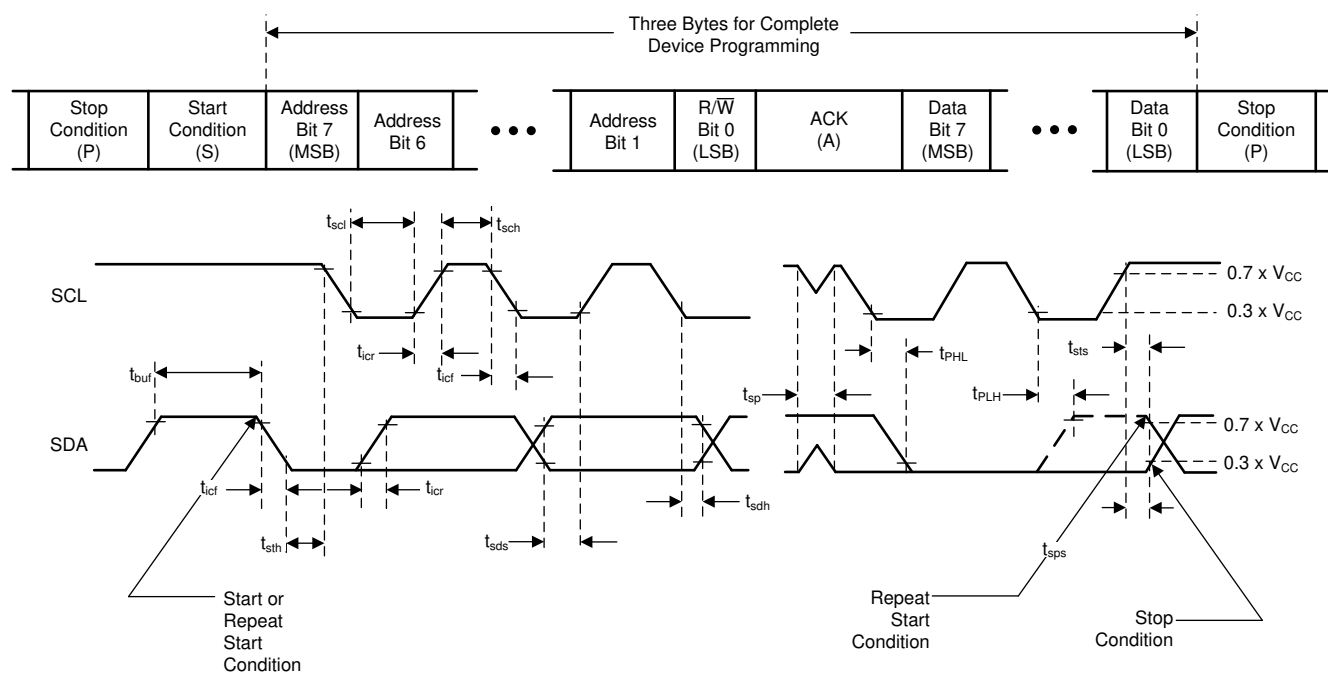 Three Bytes for Complete
Device Programming
Stop
Condition
(P)
Start
Condition
(S)
Address
Bit 7
(MSB)
Address
Bit 6
•••
Address
Bit 1
R/W̅
Bit 0
(LSB)
ACK
(A)
Data
Bit 7
(MSB)
•••
Data
Bit 0
(LSB)
Stop
Condition
(P)
tscl
tsch
SCL
0.7 x VCC
0.3 x VCC
ticr
ticf
tbuf
tPHL
tsts
tsp
tPLH
SDA
0.7 x VCC
0.3 x VCC
ticf
ticr
tsdh
tsth
tsds
tsps
Start or
Repeat
Start
Condition
Repeat
Start
Condition
Stop
Condition